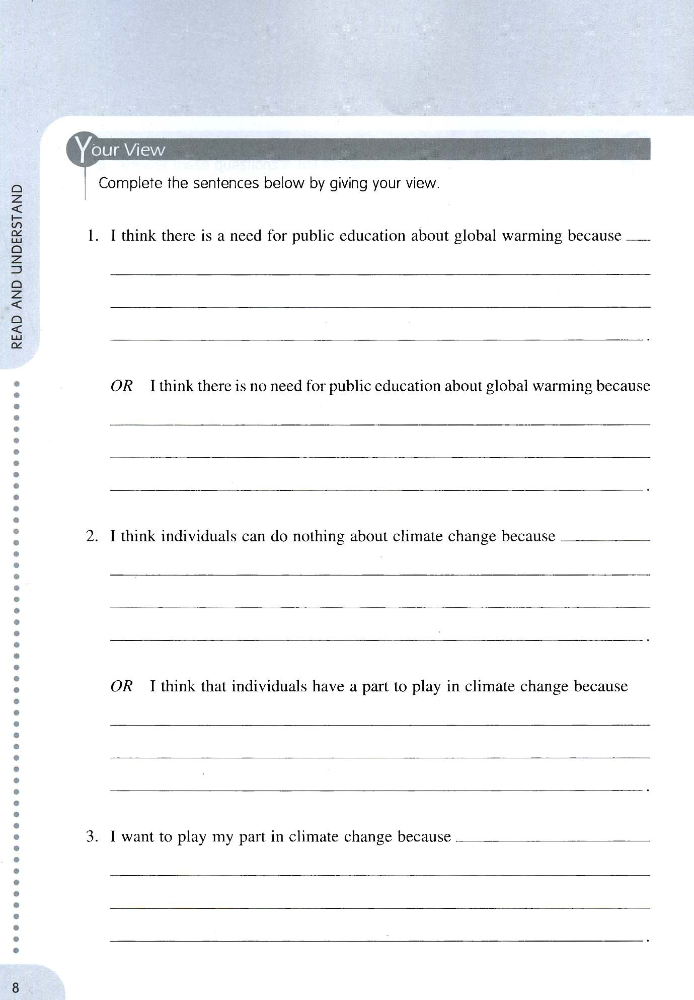 Your View
Complete the sentences below by giving your view.
READ AND UNDERSTAND
1. I think there is a need for public education about global warming because
.
OR I think there is no need for public education about global warming because
.
2. I think individuals can do nothing about climate change because
.
OR I think that individuals have a part to play in climate change because
.
3. I want to play my part in climate change because
.
8